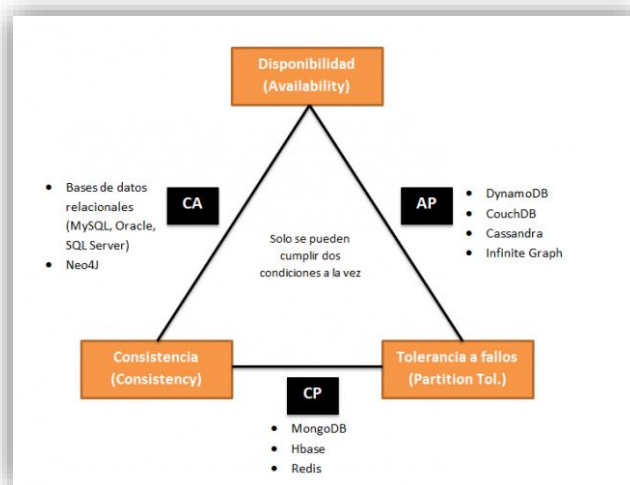 Disponibilidad
(Availability)
Bases de datos
relacionales
(MySQL, Oracle,
SQL Server)
Neo4J
CA
AP
DynamoDB
CouchDB
Cassandra
Infinite Graph
Solo se pueden
cumplir dos
condiciones a la vez
Consistencia
(Consistency)
Tolerancia a fallos
(Partition Tol.)
CP
MongoDB
Hbase
Redis